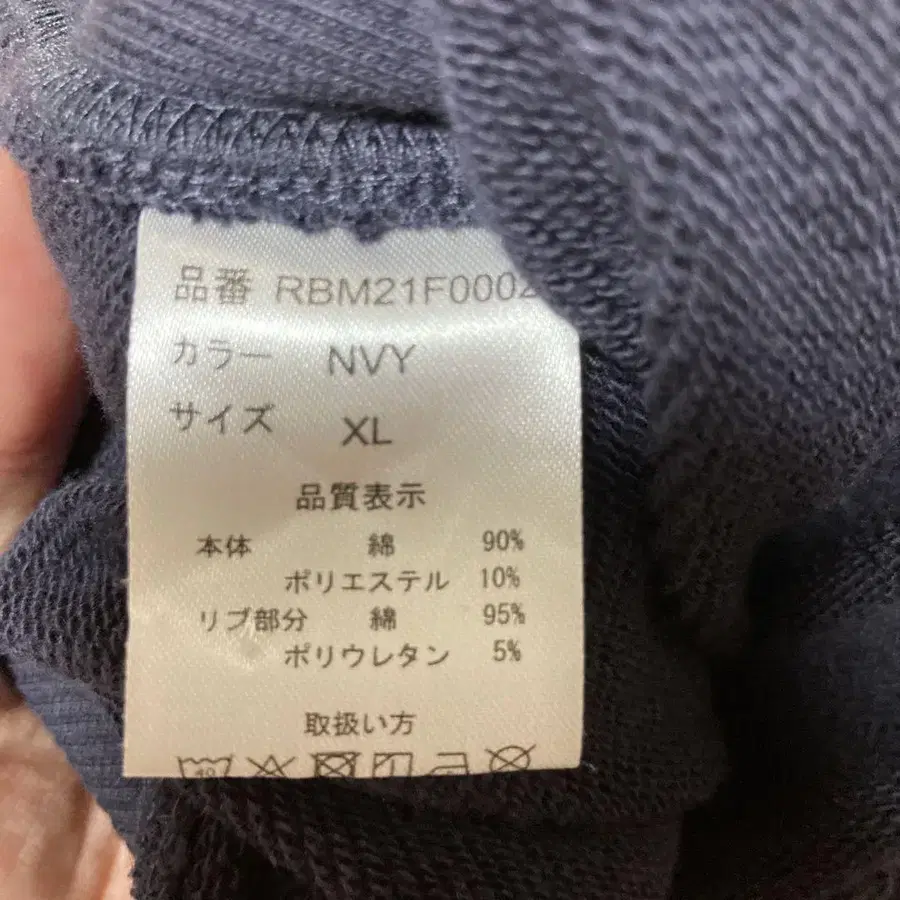 品番 RBM21F0002
カラー NVY
サイズ XL
品質表示
本体 綿 90%
ポリエステル 10%
リブ部分 綿 95%
ポリウレタン 5%
取扱い方
40